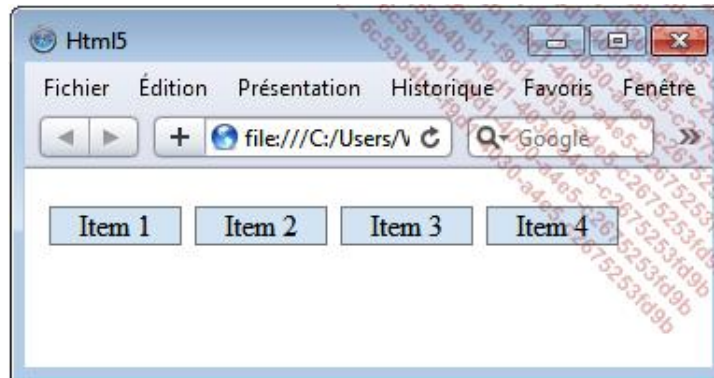 Html5
Fichier Édition Présentation Historique Favoris Fenêtre
file:///C:/Users/V
Google
Item 1 Item 2 Item 3 Item 4